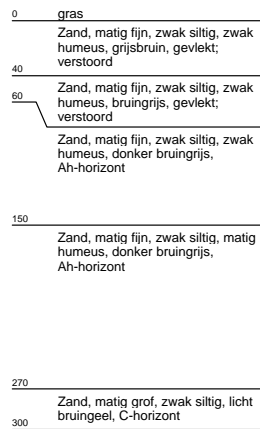 0 gras
Zand, matig fijn, zwak siltig, zwak
humeus, grijsbruin, gevlekt;
verstoord
40
Zand, matig fijn, zwak siltig, zwak
humeus, bruingrijs, gevlekt;
verstoord
60
Zand, matig fijn, zwak siltig, zwak
humeus, donker bruingrijs,
Ah-horizont
150
Zand, matig fijn, zwak siltig, matig
humeus, donker bruingrijs,
Ah-horizont
270
Zand, matig grof, zwak siltig, licht
bruingeel, C-horizont
300